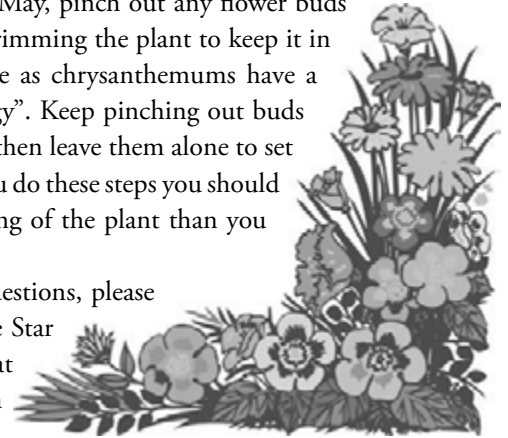 May, pinch out any flower buds
rimming the plant to keep it in
e as chrysanthemums have a
gy”. Keep pinching out buds
then leave them alone to set
u do these steps you should
ng of the plant than you
estions, please
e Star
at